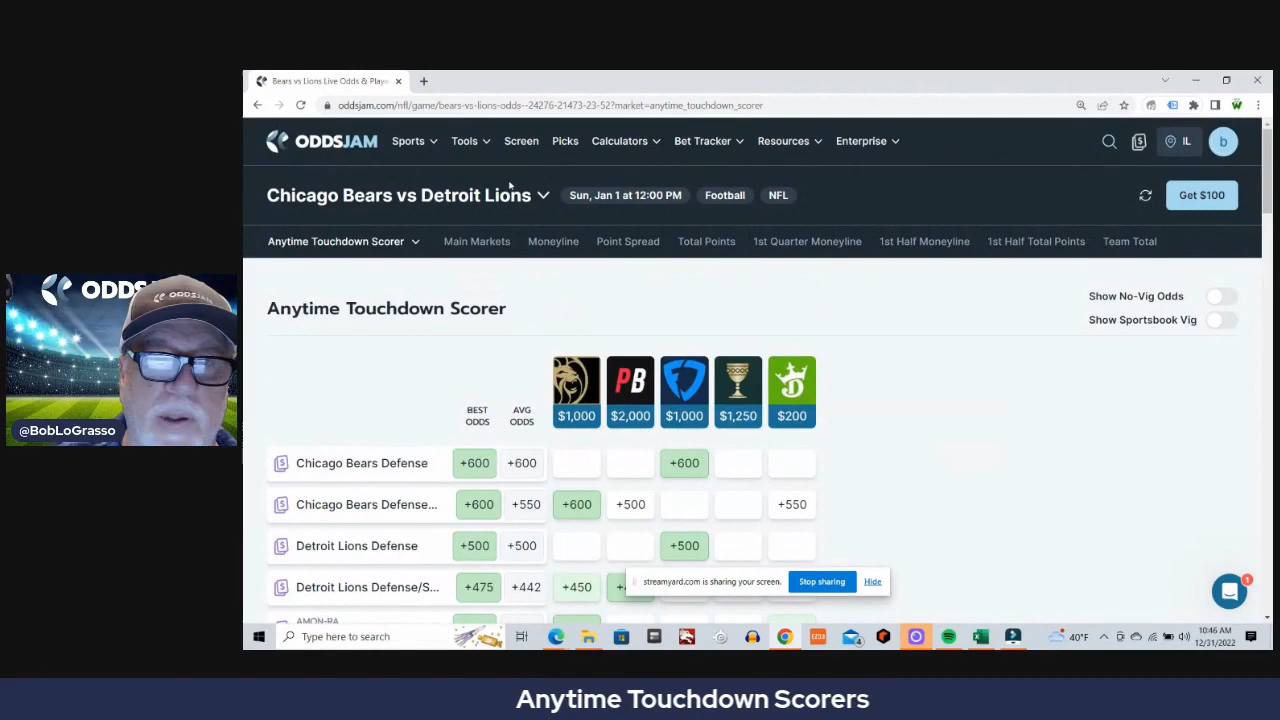 Bears vs Lions Live Odds & Playe
oddsjam.com/nfl/game/bears-vs-lions-odds--24276-21473-23-52?market=anytime_touchdown_scorer
ODDSJAM Sports Tools Screen Picks Calculators Bet Tracker Resources Enterprise IL b
Chicago Bears vs Detroit Lions Sun, Jan 1 at 12:00 PM Football NFL Get $100
Anytime Touchdown Scorer Main Markets Moneyline Point Spread Total Points 1st Quarter Moneyline 1st Half Moneyline 1st Half Total Points Team Total
Anytime Touchdown Scorer
Show No-Vig Odds
Show Sportsbook Vig
PB
BEST ODDS AVG ODDS $1,000 $2,000 $1,000 $1,250 $200
Chicago Bears Defense +600 +600 +600
Chicago Bears Defense... +600 +550 +600 +500 +550
Detroit Lions Defense +500 +500 +500
Detroit Lions Defense/S... +475 +442 +450
streamyard.com is sharing your screen. Stop sharing Hide
1
AMON-RA
Type here to search 40°F 10:46 AM
12/31/2022
ODDS
ODDSJAM
@BobLoGrasso
Anytime Touchdown Scorers